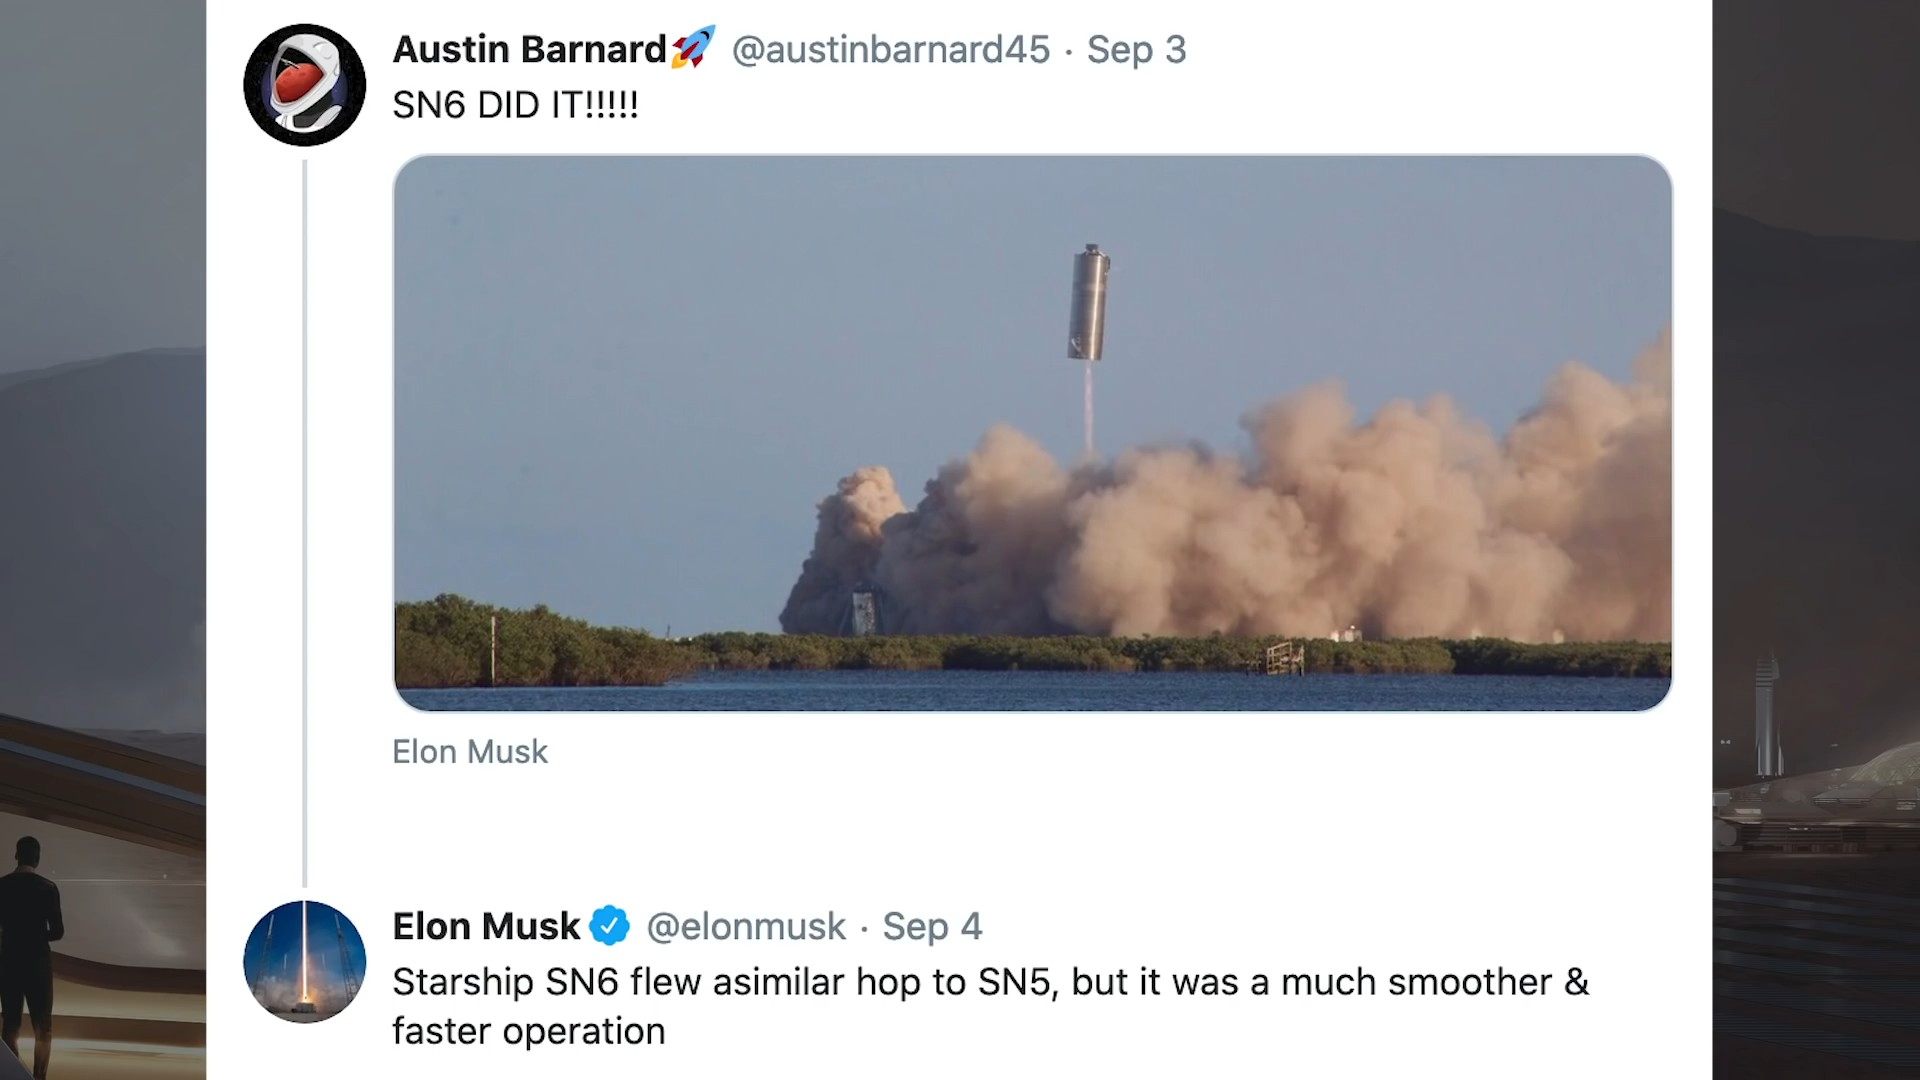 Austin Barnard🚀 @austinbarnard45 · Sep 3
SN6 DID IT!!!!!
Elon Musk
Elon Musk @elonmusk · Sep 4
Starship SN6 flew asimilar hop to SN5, but it was a much smoother &
faster operation